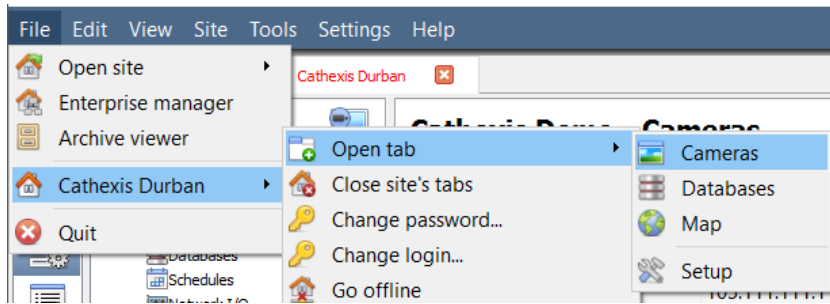 File Edit View Site Tools Settings Help
Open site
Cathexis Durban
Enterprise manager
Archive viewer
Open tab
Cameras
Cathexis Durban
Close site's tabs
Databases
Change password...
Map
Quit
Databases
Change login...
Schedules
Setup
Go offline